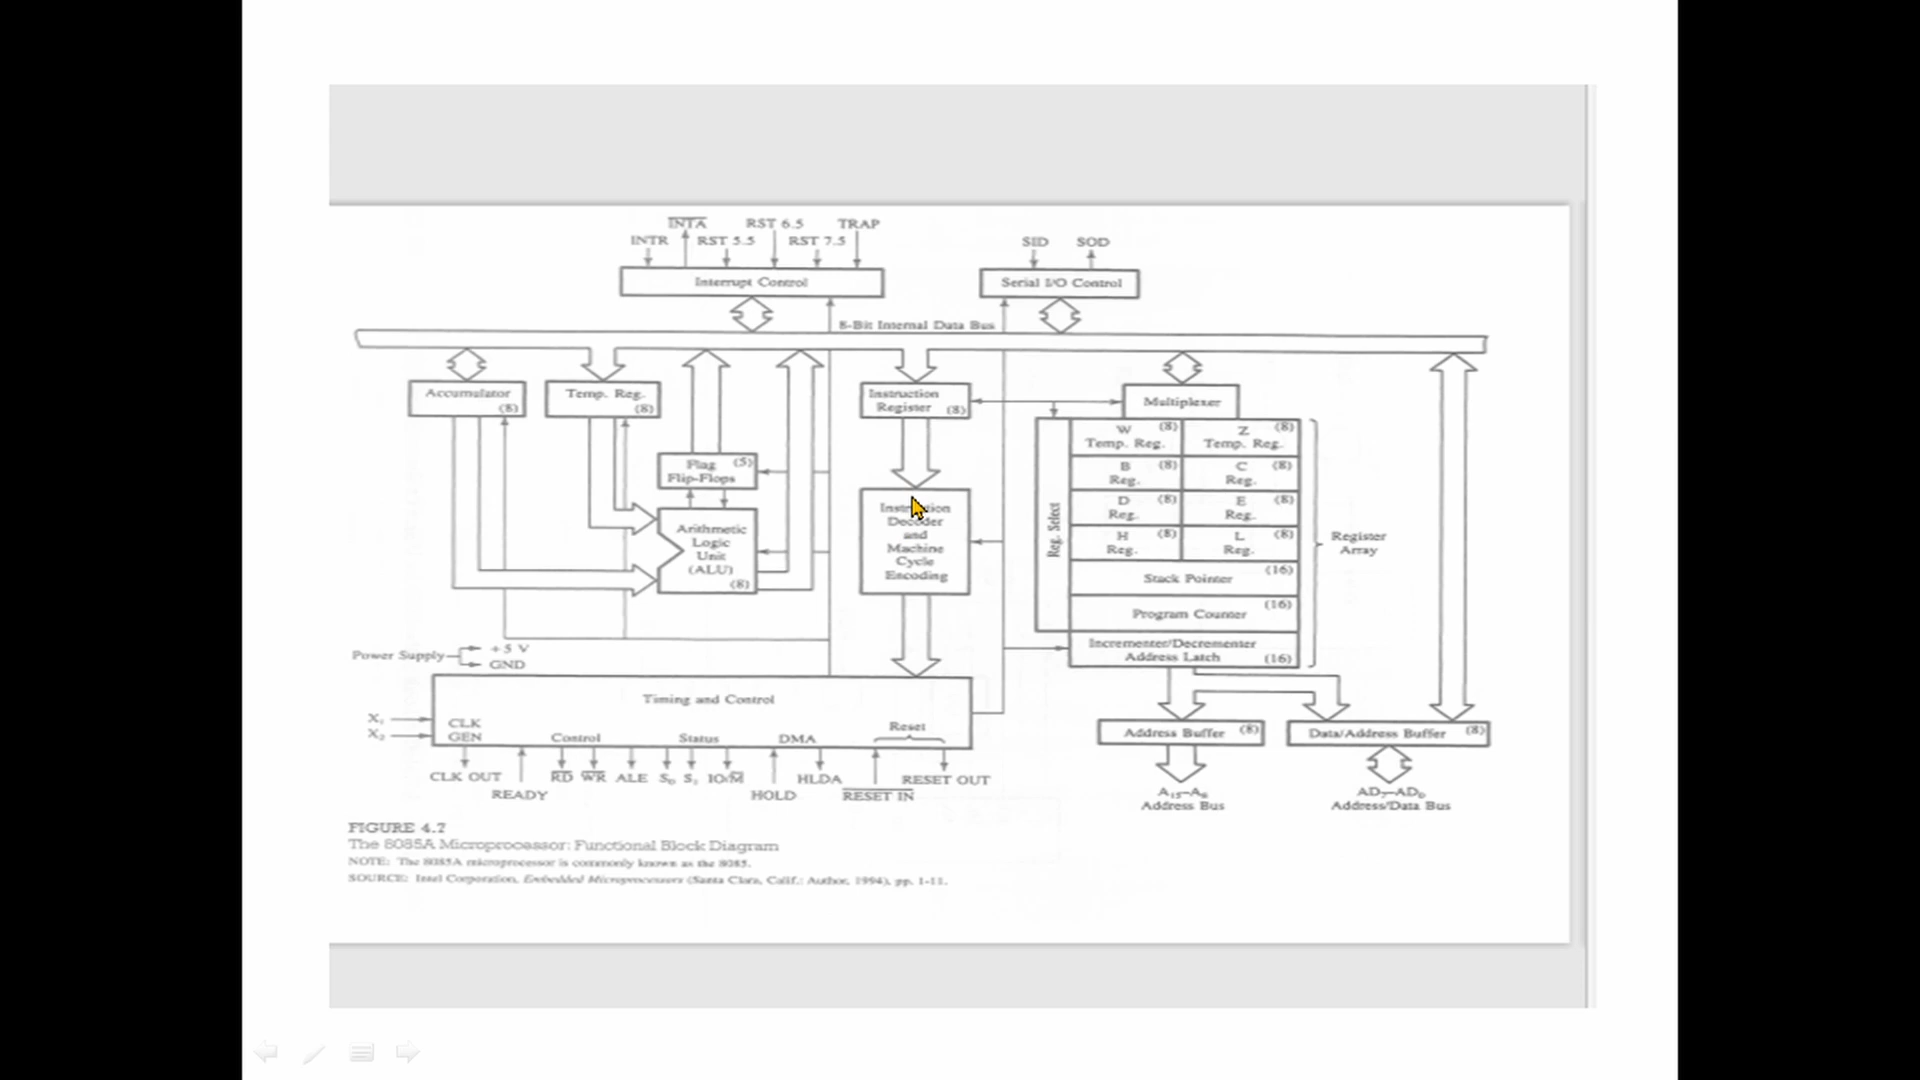 INTA RST 6.5 TRAP
INTR RST 5.5 RST 7.5
SID SOD
Interrupt Control
Serial I/O Control
8-Bit Internal Data Bus
Accumulator
(8)
Temp. Reg.
(8)
Instruction
Register (8)
Multiplexer
Flag (5)
Flip-Flops
Arithmetic
Logic
Unit
(ALU)
(8)
Instruction
Decoder
and
Machine
Cycle
Encoding
Reg. Select
W (8)
Temp. Reg.
Z (8)
Temp. Reg.
B (8)
Reg.
C (8)
Reg.
D (8)
Reg.
E (8)
Reg.
H (8)
Reg.
L (8)
Reg.
Stack Pointer (16)
Program Counter (16)
Incrementer/Decrementer
Address Latch (16)
Register
Array
Power Supply
+5 V
GND
Timing and Control
X₁
X₂
CLK
GEN
Control
Status
DMA
Reset
CLK OUT
READY
RD WR ALE S₀ S₁ IO/M
HOLD
HLDA
RESET IN
RESET OUT
Address Buffer (8)
Data/Address Buffer (8)
A₁₅–A₈
Address Bus
AD₇–AD₀
Address/Data Bus
FIGURE 4.7
The 8085A Microprocessor: Functional Block Diagram
NOTE: The 8085A microprocessor is commonly known as the 8085.
SOURCE: Intel Corporation, Embedded Microprocessors (Santa Clara, Calif.: Author, 1994), pp. 1-11.